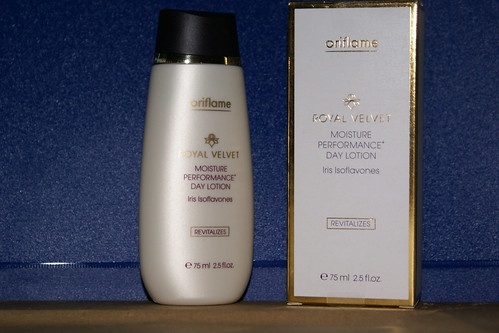 oriflame
ROYAL VELVET
MOISTURE
PERFORMANCE*
DAY LOTION
Iris Isoflavones
REVITALIZES
℮ 75 ml 2.5 fl.oz.
oriflame
ROYAL VELVET
MOISTURE
PERFORMANCE*
DAY LOTION
Iris Isoflavones
REVITALIZES
℮ 75 ml 2.5 fl.oz.